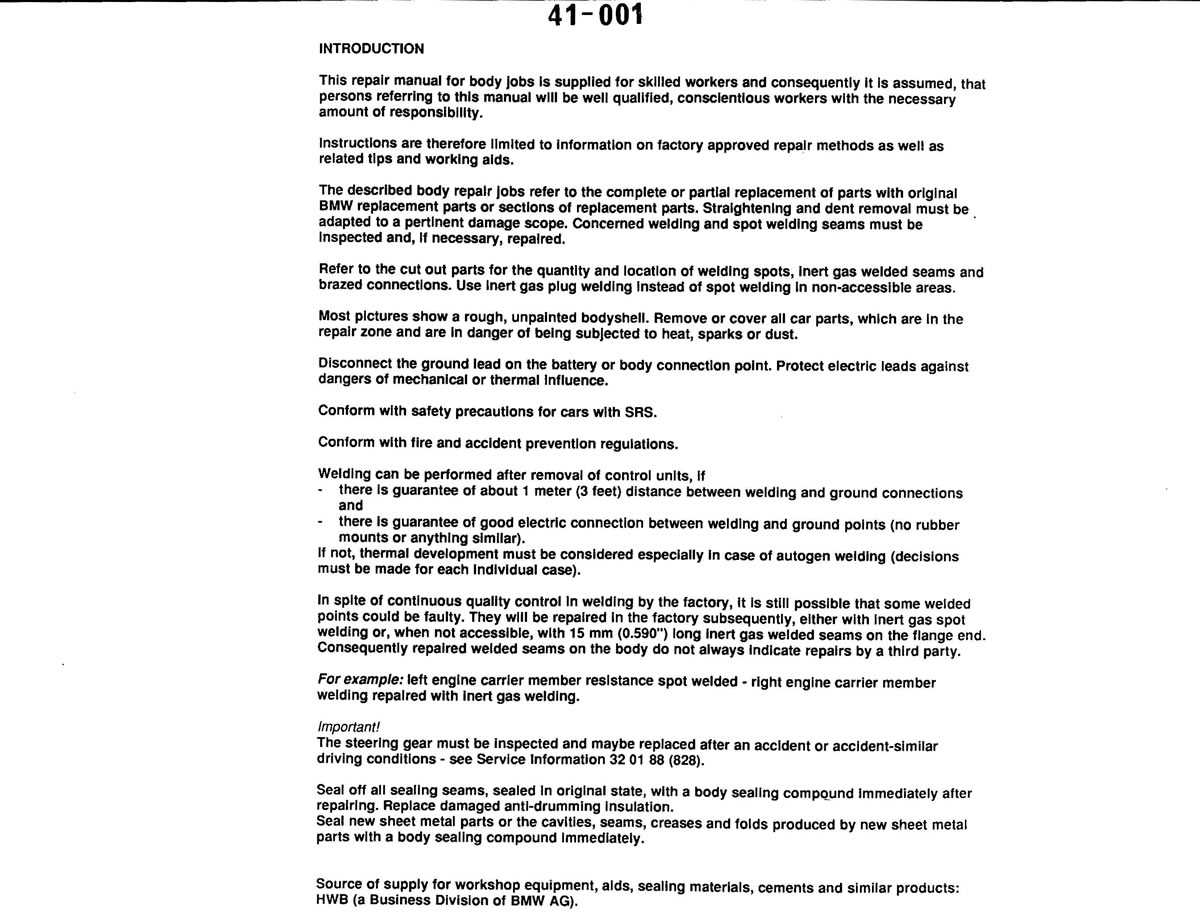 41-001
INTRODUCTION
This repair manual for body jobs is supplied for skilled workers and consequently it is assumed, that
persons referring to this manual will be well qualified, conscientious workers with the necessary
amount of responsibility.
Instructions are therefore limited to information on factory approved repair methods as well as
related tips and working aids.
The described body repair jobs refer to the complete or partial replacement of parts with original
BMW replacement parts or sections of replacement parts. Straightening and dent removal must be
adapted to a pertinent damage scope. Concerned welding and spot welding seams must be
inspected and, if necessary, repaired.
Refer to the cut out parts for the quantity and location of welding spots, inert gas welded seams and
brazed connections. Use inert gas plug welding instead of spot welding in non-accessible areas.
Most pictures show a rough, unpainted bodyshell. Remove or cover all car parts, which are in the
repair zone and are in danger of being subjected to heat, sparks or dust.
Disconnect the ground lead on the battery or body connection point. Protect electric leads against
dangers of mechanical or thermal influence.
Conform with safety precautions for cars with SRS.
Conform with fire and accident prevention regulations.
Welding can be performed after removal of control units, if
- there is guarantee of about 1 meter (3 feet) distance between welding and ground connections
and
- there is guarantee of good electric connection between welding and ground points (no rubber
mounts or anything similar).
If not, thermal development must be considered especially in case of autogen welding (decisions
must be made for each individual case).
In spite of continuous quality control in welding by the factory, it is still possible that some welded
points could be faulty. They will be repaired in the factory subsequently, either with inert gas spot
welding or, when not accessible, with 15 mm (0.590") long inert gas welded seams on the flange end.
Consequently repaired welded seams on the body do not always indicate repairs by a third party.
For example: left engine carrier member resistance spot welded - right engine carrier member
welding repaired with inert gas welding.
Important!
The steering gear must be inspected and maybe replaced after an accident or accident-similar
driving conditions - see Service Information 32 01 88 (828).
Seal off all sealing seams, sealed in original state, with a body sealing compound immediately after
repairing. Replace damaged anti-drumming insulation.
Seal new sheet metal parts or the cavities, seams, creases and folds produced by new sheet metal
parts with a body sealing compound immediately.
Source of supply for workshop equipment, aids, sealing materials, cements and similar products:
HWB (a Business Division of BMW AG).